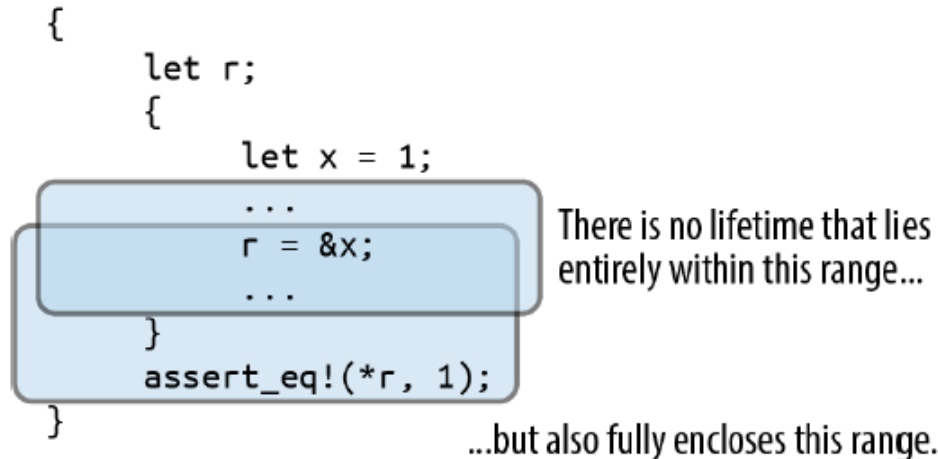 {
let r;
{
let x = 1;
...
r = &x;
...
}
assert_eq!(*r, 1);
}
There is no lifetime that lies
entirely within this range...
...but also fully encloses this range.